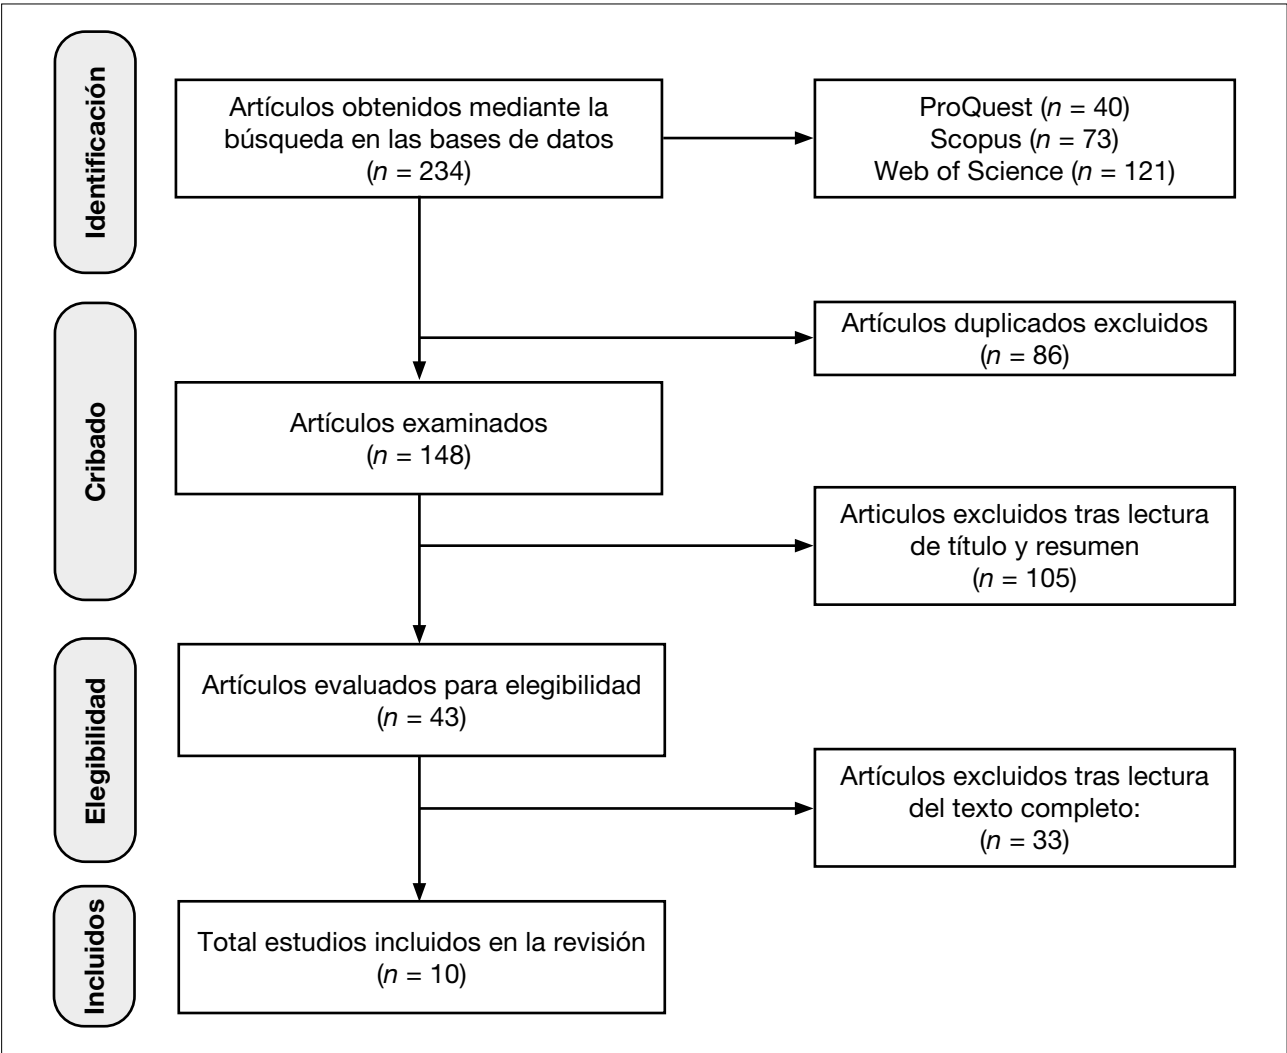 Identificación
Artículos obtenidos mediante la
búsqueda en las bases de datos
(n = 234)
ProQuest (n = 40)
Scopus (n = 73)
Web of Science (n = 121)
Cribado
Artículos duplicados excluidos
(n = 86)
Artículos examinados
(n = 148)
Articulos excluidos tras lectura
de título y resumen
(n = 105)
Elegibilidad
Artículos evaluados para elegibilidad
(n = 43)
Artículos excluidos tras lectura
del texto completo:
(n = 33)
Incluidos
Total estudios incluidos en la revisión
(n = 10)